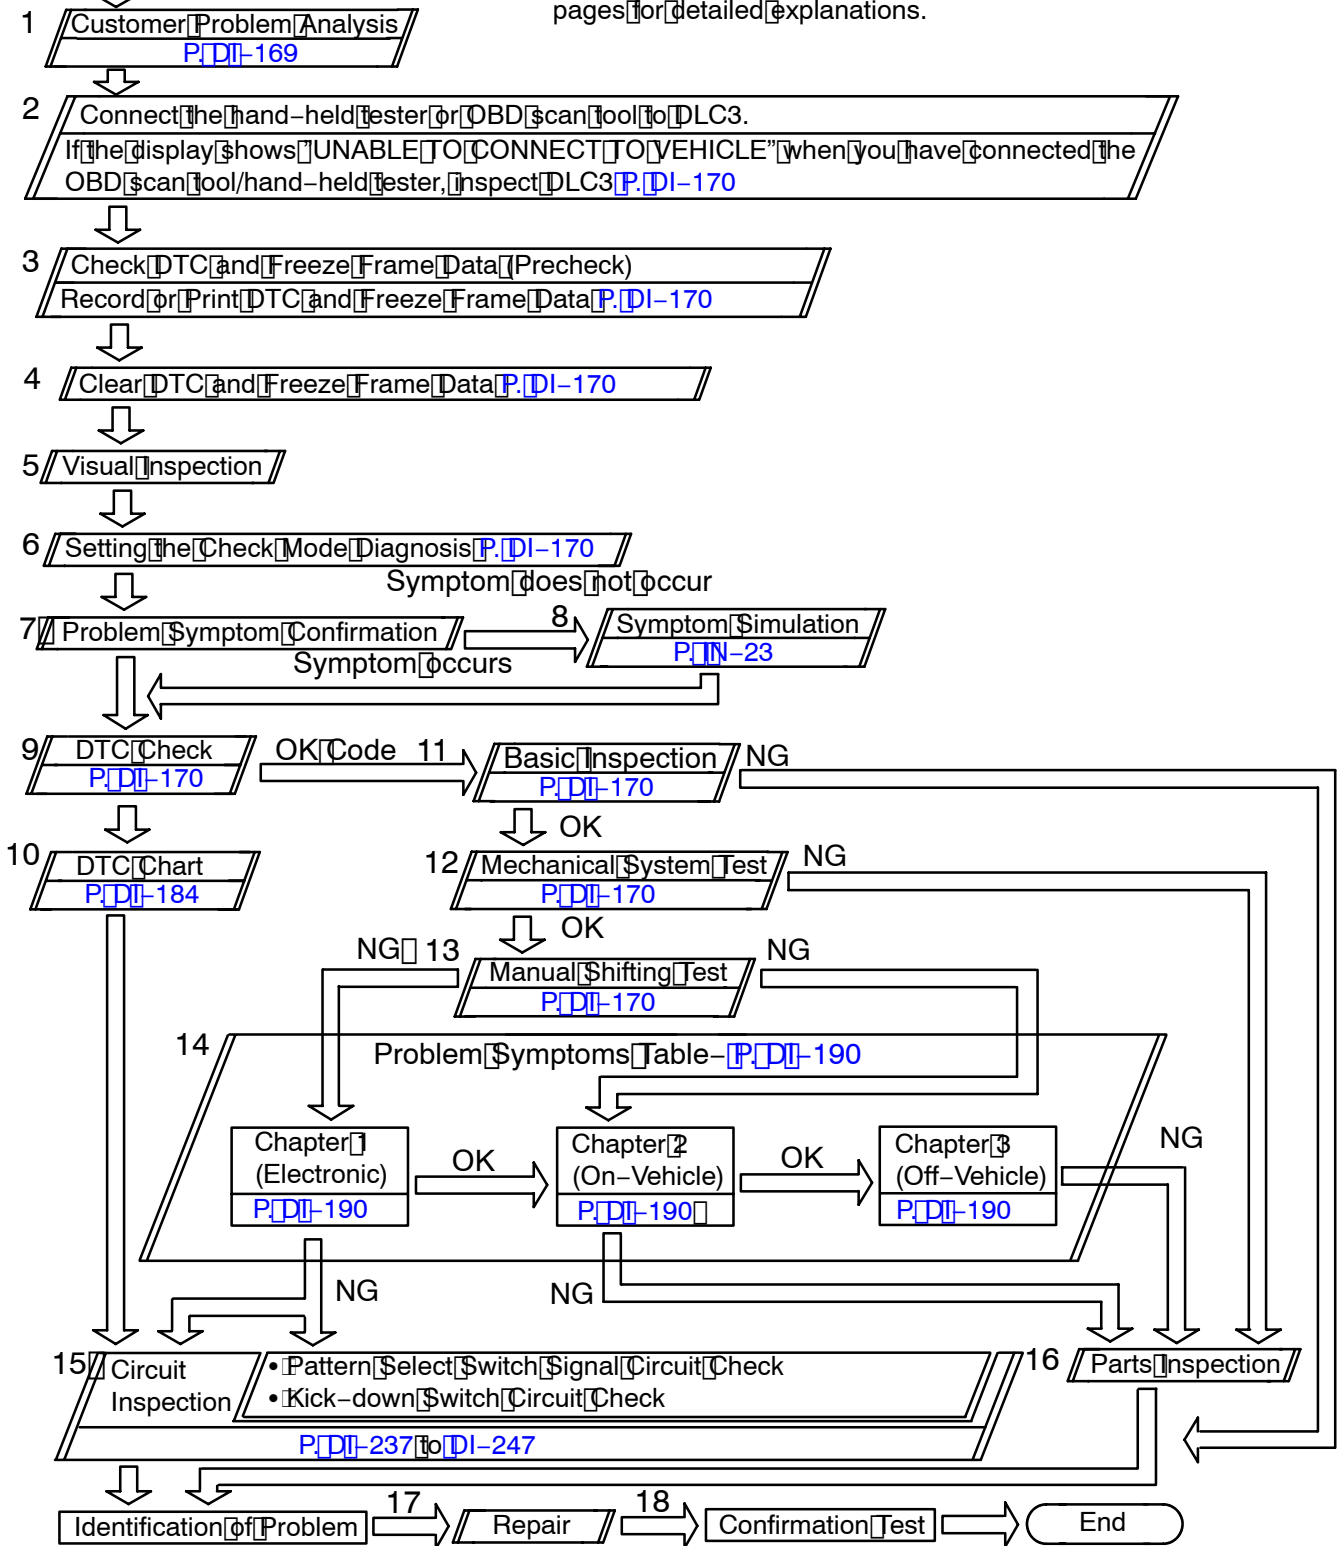 pages for detailed explanations.
1
Customer Problem Analysis
P. DI–169
2
Connect the hand–held tester or OBD scan tool to DLC3.
If the display shows ”UNABLE TO CONNECT TO VEHICLE” when you have connected the
OBD scan tool/hand–held tester, inspect DLC3 P. DI–170
3
Check DTC and Freeze Frame Data (Precheck)
Record or Print DTC and Freeze Frame Data P. DI–170
4
Clear DTC and Freeze Frame Data P. DI–170
5
Visual Inspection
6
Setting the Check Mode Diagnosis P. DI–170
Symptom does not occur
7
Problem Symptom Confirmation
8
Symptom Simulation
P. IN–23
Symptom occurs
9
DTC Check
P. DI–170
OK Code
11
Basic Inspection
P. DI–170
NG
OK
10
DTC Chart
P. DI–184
12
Mechanical System Test
P. DI–170
NG
OK
NG
13
Manual Shifting Test
P. DI–170
NG
14
Problem Symptoms Table– P. DI–190
Chapter 1
(Electronic)
P. DI–190
OK
Chapter 2
(On–Vehicle)
P. DI–190
OK
Chapter 3
(Off–Vehicle)
P. DI–190
NG
NG
NG
15
Circuit
Inspection
• Pattern Select Switch Signal Circuit Check
• Kick–down Switch Circuit Check
P. DI–237 to DI–247
16
Parts Inspection
Identification of Problem
17
Repair
18
Confirmation Test
End